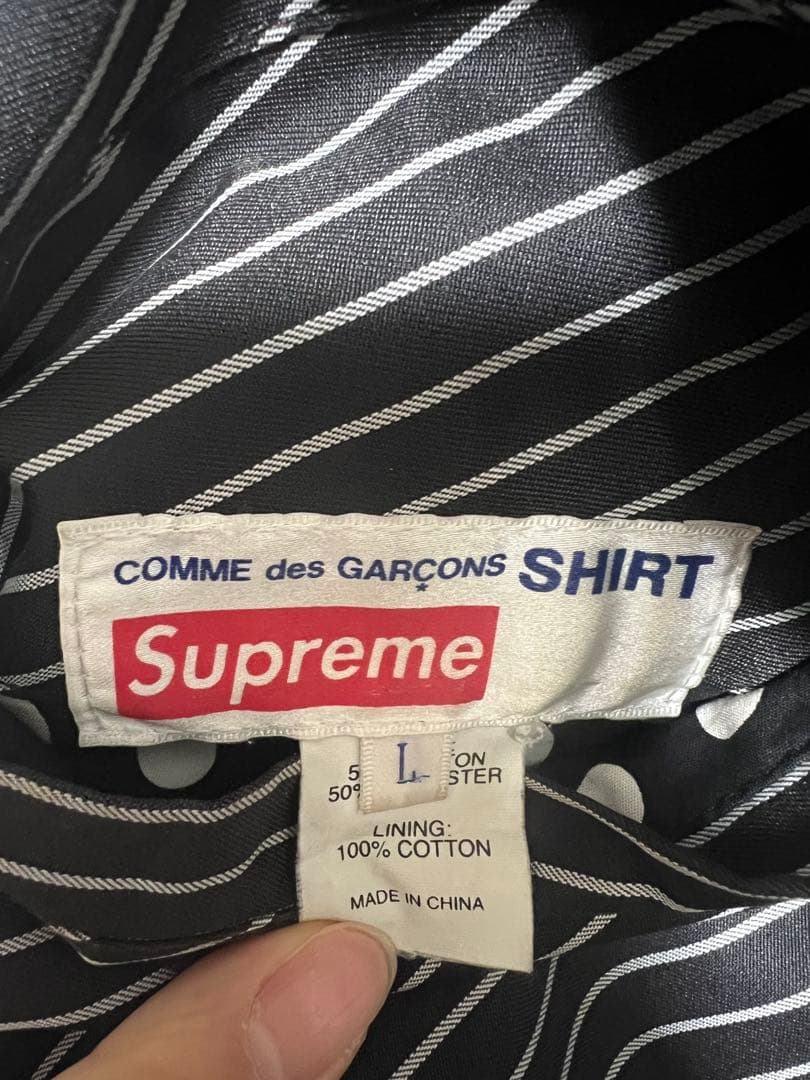 COMME des GARÇONS SHIRT
Supreme
L
LINING:
100% COTTON
MADE IN CHINA